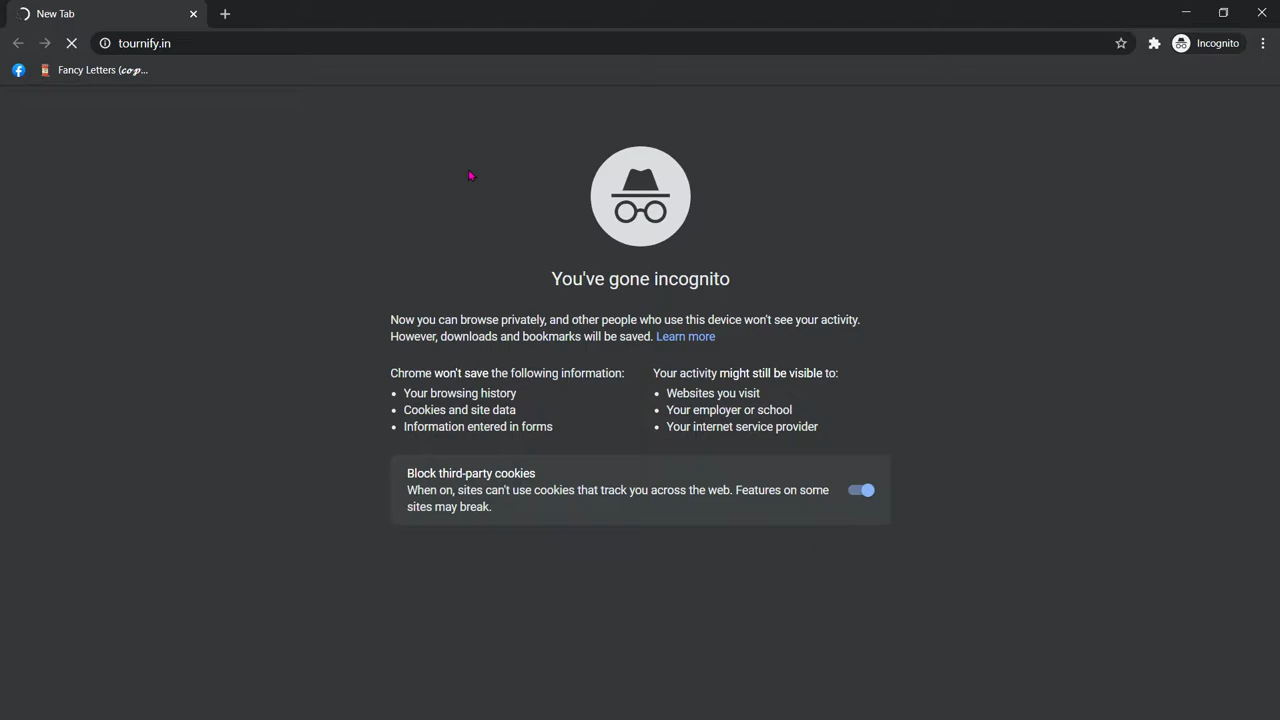 New Tab
tournify.in
Incognito
Fancy Letters (𝓬𝓸𝓹...
You've gone incognito
Now you can browse privately, and other people who use this device won't see your activity.
However, downloads and bookmarks will be saved. Learn more
Chrome won't save the following information:
Your browsing history
Cookies and site data
Information entered in forms
Your activity might still be visible to:
Websites you visit
Your employer or school
Your internet service provider
Block third-party cookies
When on, sites can't use cookies that track you across the web. Features on some
sites may break.